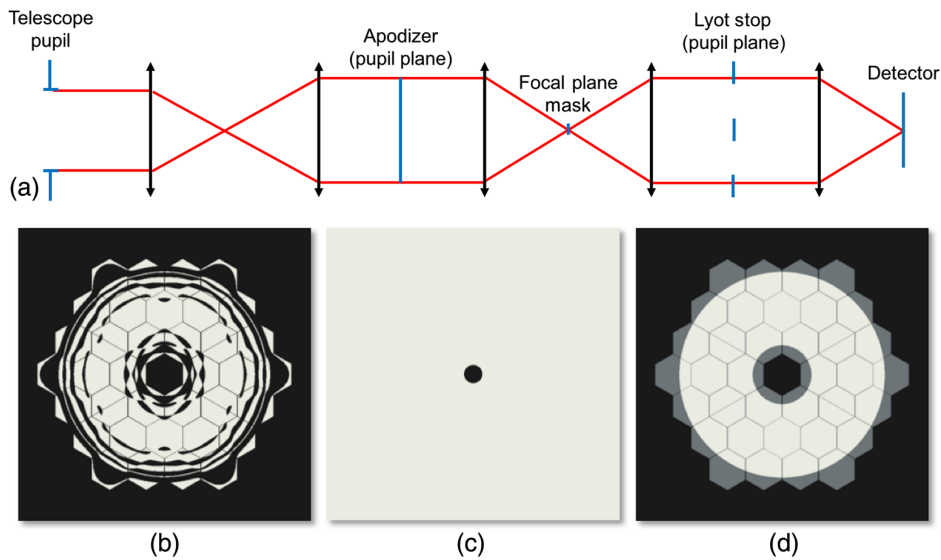 Telescope
pupil
Apodizer
(pupil plane)
Focal plane
mask
Lyot stop
(pupil plane)
Detector
(a)
(b)
(c)
(d)